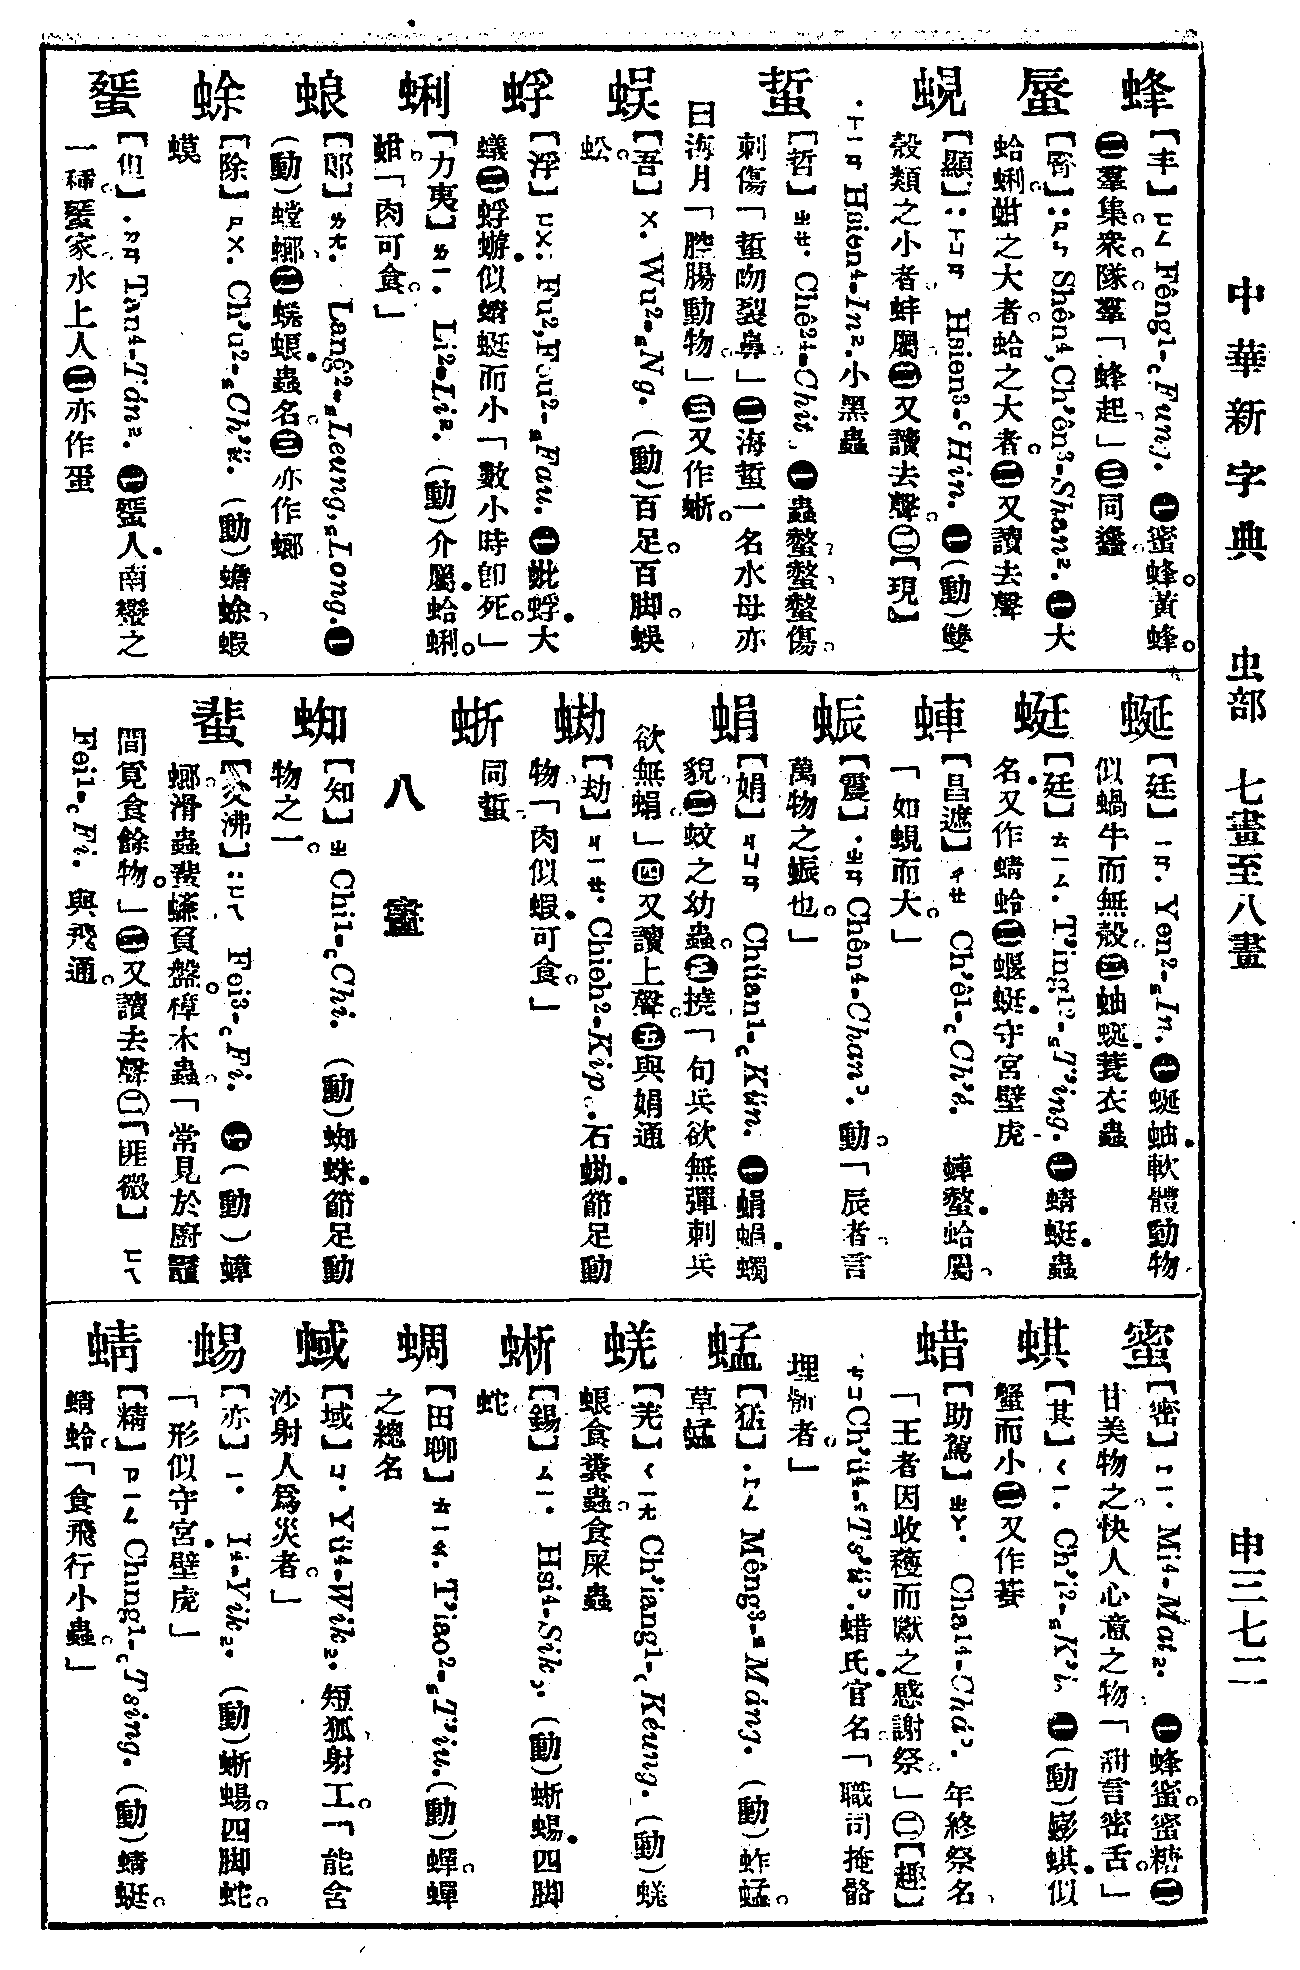 中華新字典 虫部 七畫至八畫 申三七二
蜂
【丰】ㄈㄥ Fêng1-꜀Fung. ㊀蜜蜂黃蜂
㊁羣集衆隊羣「蜂起」㊂同蠭
蜃
【腎】:ㄕㄣ Shên4,Ch'ên3-Shan². ㊀大
蛤蜊蚶之大者蛤之大者㊁又讀去聲
蜆
【顯】:ㄒㄩㄢ Hsien3-ᶜHin. ㊀(動)雙
殼類之小者蚌屬㊁又讀去聲㊁【現】
·ㄒㄧㄢ Hsien4-In². 小黑蟲
蜇
【哲】ㄓㄜ. Chê24-Chit, ㊀蟲螫螫螫傷
刺傷「蜇吻裂鼻」㊁海蜇一名水母亦
曰海月「腔腸動物」㊂又作蜥
蜈
【吾】ㄨ. Wu2-Ng. (動)百足百脚蜈
蚣
蜉
【浮】ㄈㄨ: Fu2,Fou2-Fau. ㊀蚍蜉大
蟻㊁蜉蝣似蜻蜓而小「數小時卽死」
蜊
【力夷】ㄌㄧ. Li2-Li². (動)介屬蛤蜊
蚶「肉可食」
蜋
【郎】ㄌㄤ. Lang2-Leung,Long. ㊀
(動)螳螂㊁蜣蜋蟲名㊂亦作螂
蜍
【除】ㄕㄨ. Ch'u2-Ch'ü. (動)蟾蜍蝦
蟆
蜑
【但】·ㄉㄢ Tan4-Tán². ㊀蜑人南蠻之
一種蜑家水上人㊁亦作蛋
蜒
【延】ㄧㄢ. Yen2-In. ㊀蜒蚰軟體動物
似蝸牛而無殼㊁蚰蜒蓑衣蟲
蜓
【廷】ㄊㄧㄥ. T'ing12-T'ing. ㊀蜻蜓蟲
名又作蜻蛉㊁蝘蜓守宮壁虎
蛼
【昌遮】ㄔㄜ Ch'ê1-꜀Ch'é. 蛼螯蛤屬
「如蜆而大」
蜄
【震】·ㄓㄢ Chên4-Chan꜄. 動「辰者言
萬物之蜄也」
蜎
【娟】ㄐㄩㄢ Chüan1-꜀Kün. ㊀蜎蜎蠋
貌㊁蚊之幼蟲㊂撓「句兵欲無彈刺兵
欲無蜎」㊃又讀上聲㊄與娟通
蜐
【劫】ㄐㄧㄜ. Chieh2-Kip꜆. 石蜐節足動
物「肉似蝦可食」
蜤
同蜇
八畫
蜘
【知】ㄓ Chi1-꜀Chi. (動)蜘蛛節足動
物之一
蜚
【父沸】:ㄈㄟ Fei3-꜀Fi. ㊀(動)蟑
螂滑蟲蜚蠊負盤樟木蟲「常見於廚竈
間覓食餘物」㊁又讀去聲㊁【匪微】ㄈㄟ
Fei1-꜀Fi. 與飛通
蜜
【密】ㄇㄧ. Mi4-Mat₂. ㊀蜂蜜蜜糖㊁
甘美物之快人心意之物「甜言密舌」
蜞
【其】ㄑㄧ. Ch'i2-K'i. ㊀(動)蟛蜞似
蟹而小㊁又作蜝
蜡
【助駕】ㄓㄚ. Cha14-Chá꜄. 年終祭名
「王者因收穫而獻之感謝祭」㊁【趣】
·ㄘㄩ Ch'ü4-Ts'ü꜄. 蜡氏官名「職司掩骼
埋骴者」
蜢
【猛】·ㄇㄥ Mêng3-Máng. (動)蚱蜢
草蜢
蜣
【羌】ㄑㄧㄤ Ch'iang1-꜀Kéung. (動)蜣
蜋食糞蟲食屎蟲
蜥
【錫】ㄙㄧ. Hsi4-Sik꜆. (動)蜥蜴四脚
蛇
蜩
【田聊】ㄊㄧㄠ. T'iao2-T'iu. (動)蟬蟬
之總名
蜮
【域】ㄩ. Yü4-Wik₂. 短狐射工「能含
沙射人爲災者」
蜴
【亦】ㄧ. I4-Yik₂. (動)蜥蜴四脚蛇
「形似守宮壁虎」
蜻
【精】ㄗㄧㄥ Chung1-꜀Tsing. (動)蜻蜓
蜻蛉「食飛行小蟲」